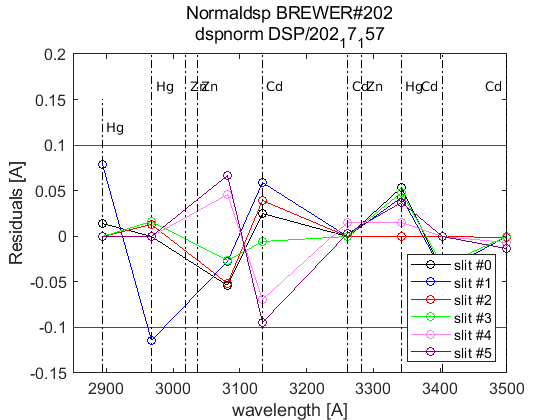 Normaldsp BREWER#202
dspnorm DSP/202_17_157
0.2
0.15
0.1
0.05
0
-0.05
-0.1
-0.15
Residuals [A]
Hg Zn Zn Cd Cd Zn Hg Cd Cd
Hg
slit #0
slit #1
slit #2
slit #3
slit #4
slit #5
2900 3000 3100 3200 3300 3400 3500
wavelength [A]